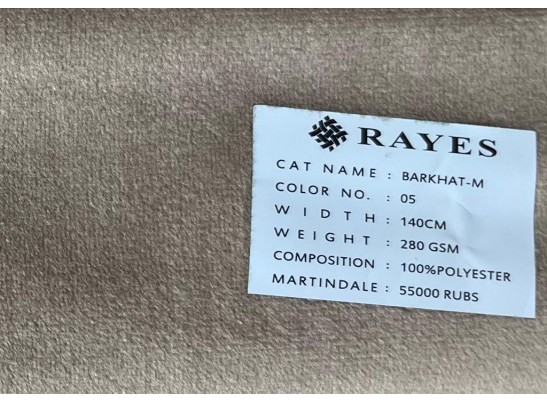 RAYES
CAT NAME : BARKHAT-M
COLOR NO. : 05
WIDTH : 140CM
WEIGHT : 280 GSM
COMPOSITION : 100%POLYESTER
MARTINDALE : 55000 RUBS